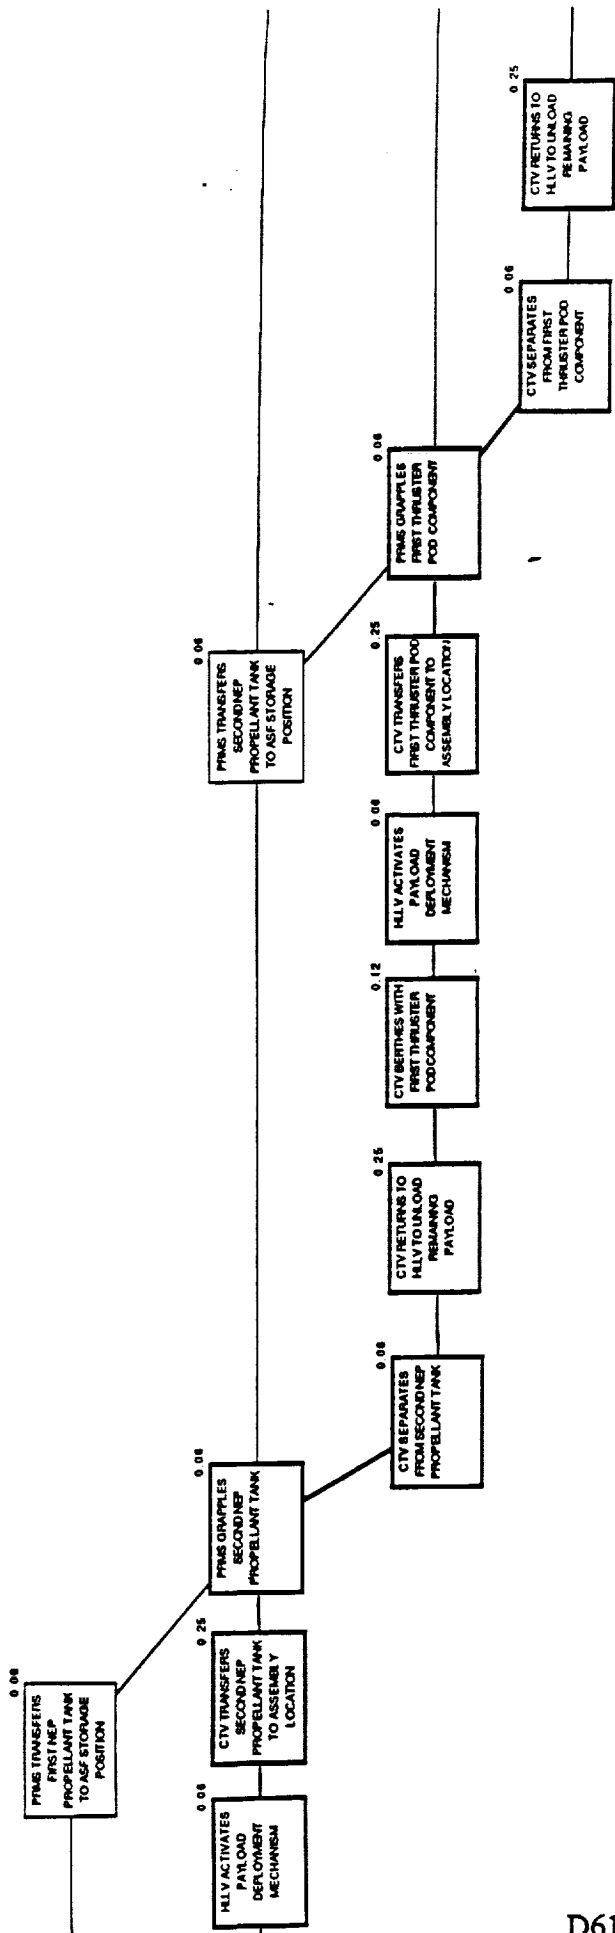 0.06
PRMS TRANSFERS
FIRST NEP
PROPELLANT TANK
TO ASF STORAGE
POSITION
0.06
HLLV ACTIVATES
PAYLOAD
DEPLOYMENT
MECHANISM
0.25
CTV TRANSFERS
SECOND NEP
PROPELLANT TANK
TO ASSEMBLY
LOCATION
0.06
PRMS GRAPPLES
SECOND NEP
PROPELLANT TANK
0.06
CTV SEPARATES
FROM SECOND NEP
PROPELLANT TANK
0.25
CTV RETURNS TO
HLLV TO UNLOAD
REMAINING
PAYLOAD
0.12
CTV BERTHES WITH
FIRST THRUSTER
POD COMPONENT
0.06
HLLV ACTIVATES
PAYLOAD
DEPLOYMENT
MECHANISM
0.25
CTV TRANSFERS
FIRST THRUSTER POD
COMPONENT TO
ASSEMBLY LOCATION
0.06
PRMS TRANSFERS
SECOND NEP
PROPELLANT TANK
TO ASF STORAGE
POSITION
0.06
PRMS GRAPPLES
FIRST THRUSTER
POD COMPONENT
0.06
CTV SEPARATES
FROM FIRST
THRUSTER POD
COMPONENT
0.25
CTV RETURNS TO
HLLV TO UNLOAD
REMAINING
PAYLOAD
D61